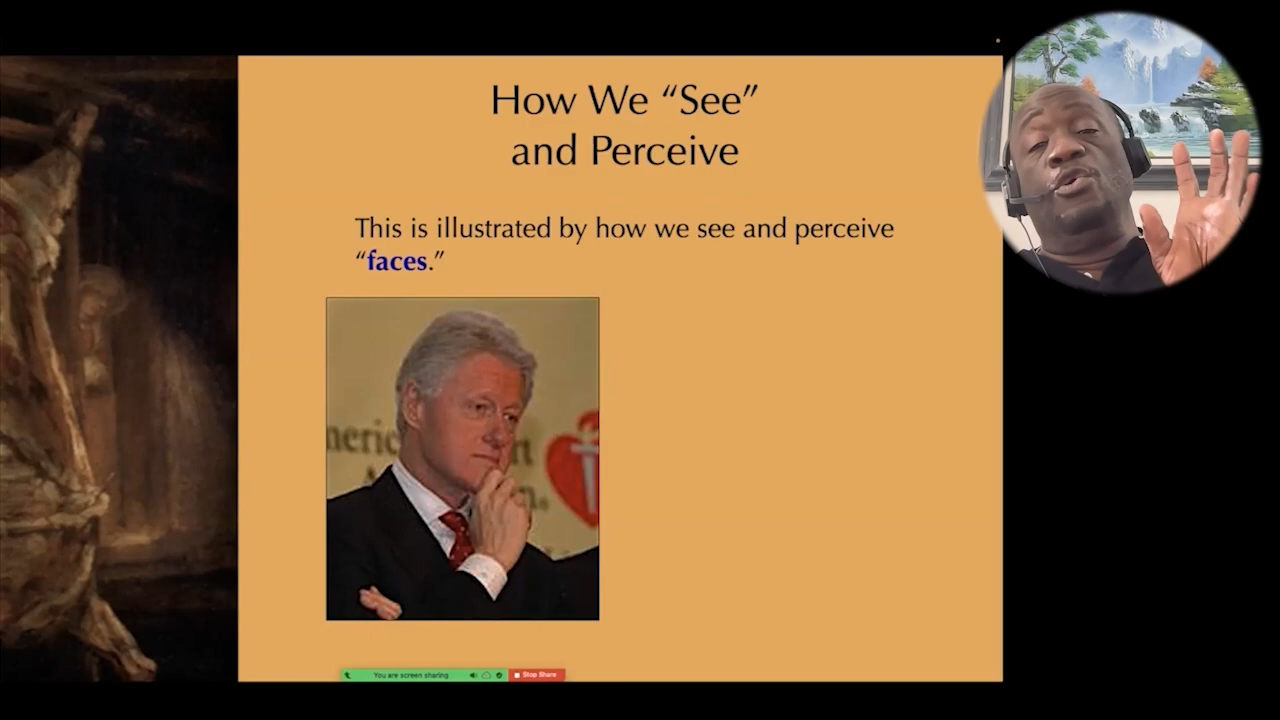 How We “See”
and Perceive
This is illustrated by how we see and perceive
“faces.”
You are screen sharing
Stop Share